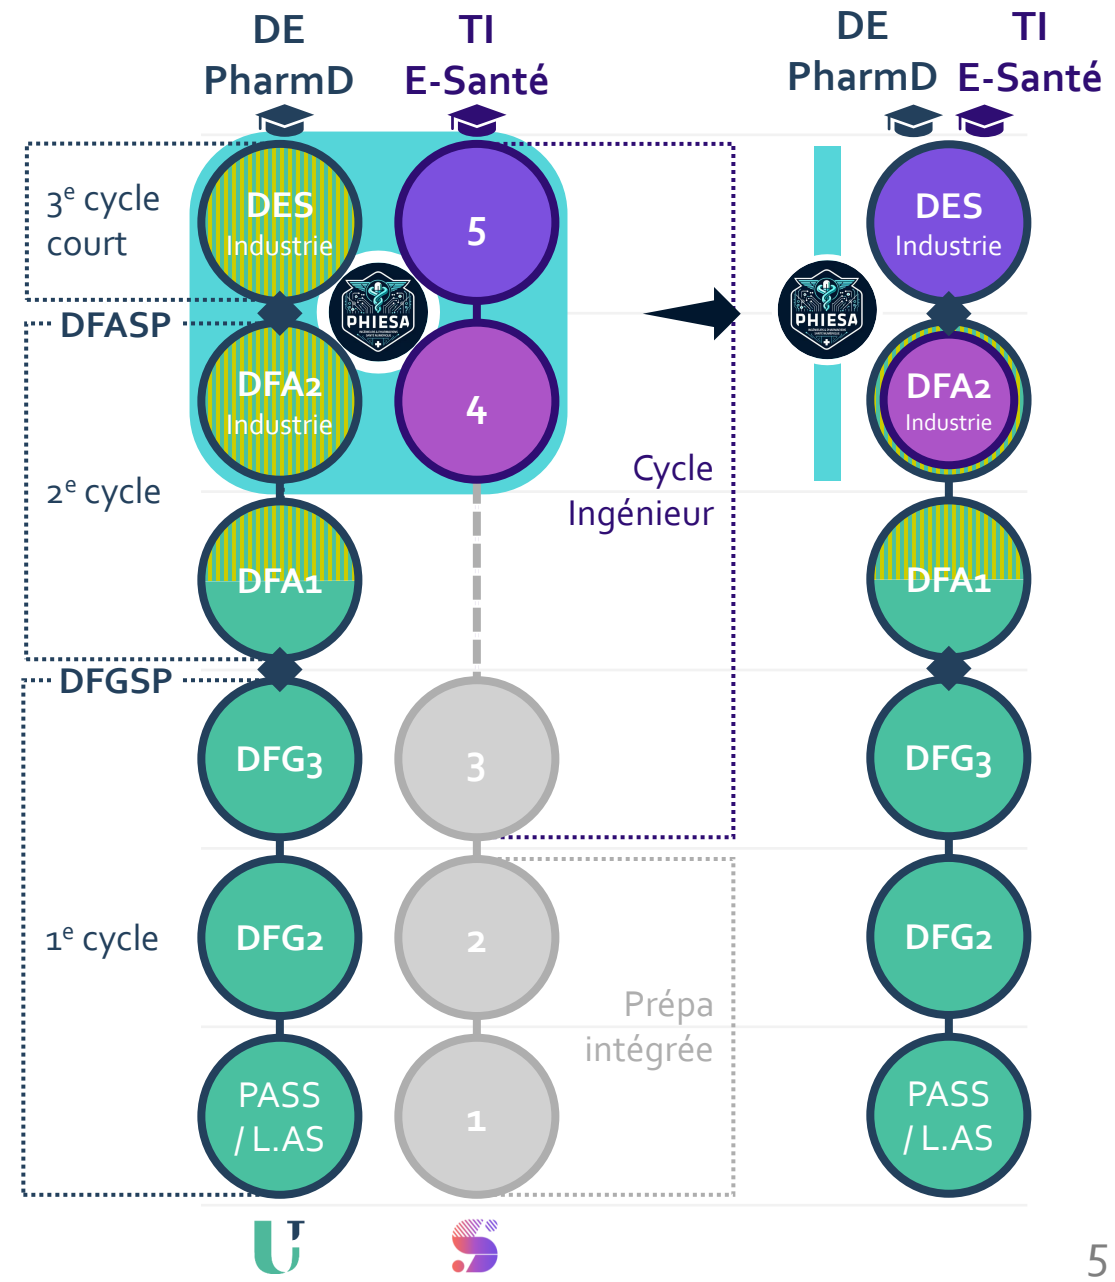 DE
PharmD
TI
E-Santé
DE
PharmD
TI
E-Santé
3e cycle
court
DES
Industrie
5
PHIESA
PHIESA
DES
Industrie
DFASP
DFA2
Industrie
4
DFA2
Industrie
2e cycle
Cycle
Ingénieur
DFA1
DFA1
DFGSP
DFG3
3
DFG3
1e cycle
DFG2
2
DFG2
Prépa
intégrée
PASS
/ L.AS
1
PASS
/ L.AS
5